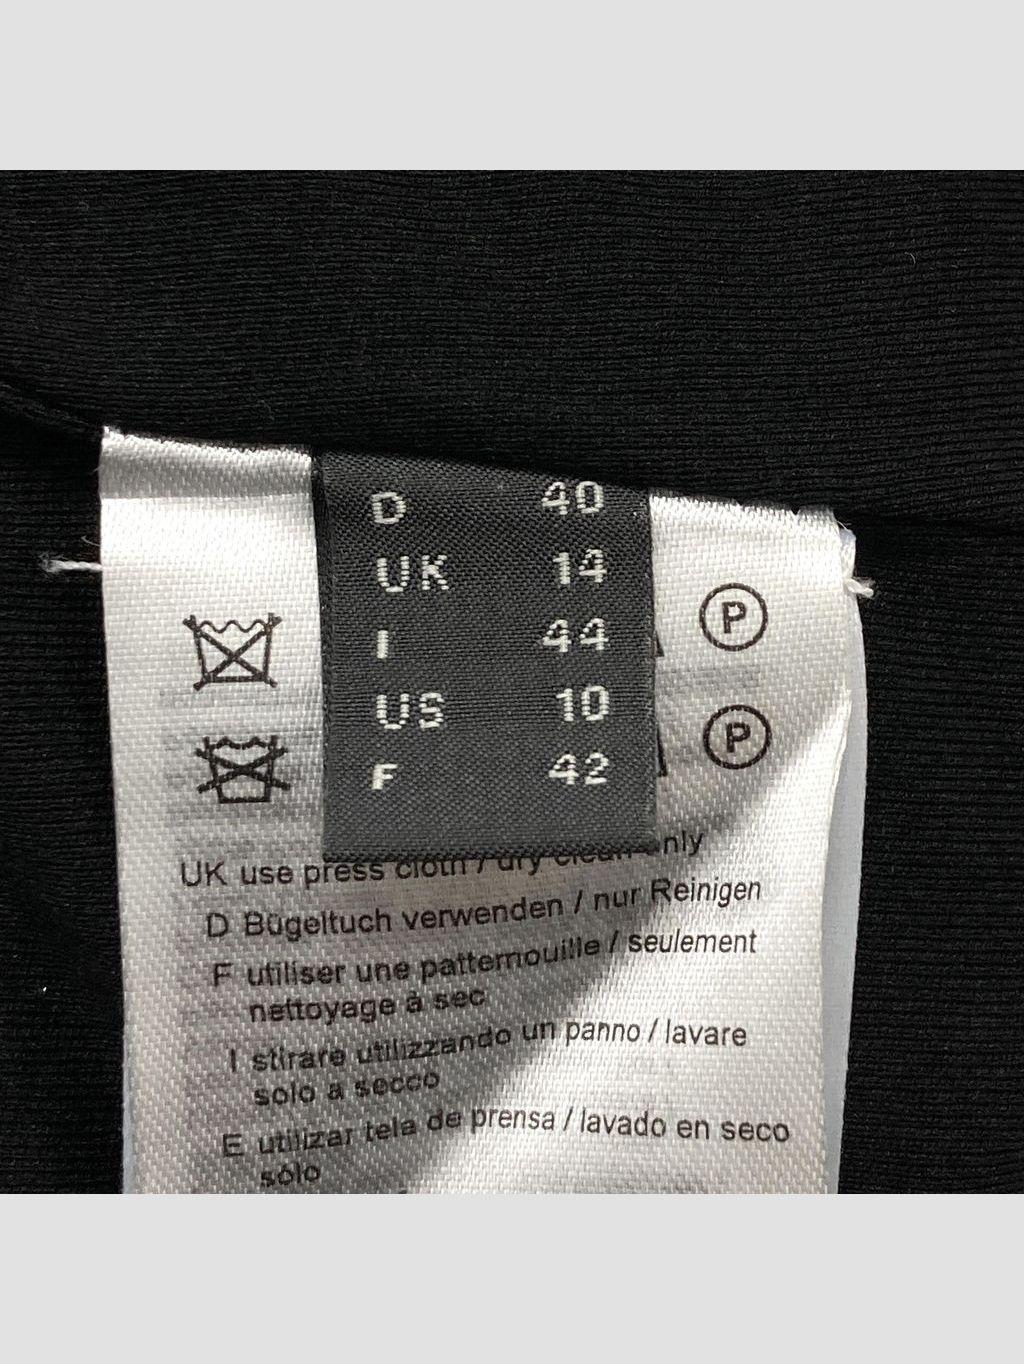 D 40
UK 14
I 44
US 10
F 42
P
P
UK use press cloth / dry clean only
D Bügeltuch verwenden / nur Reinigen
F utiliser une patternouille / seulement
nettoyage à sec
I stirare utilizzando un panno / lavare
solo a secco
E utilizar tela de prensa / lavado en seco
sólo